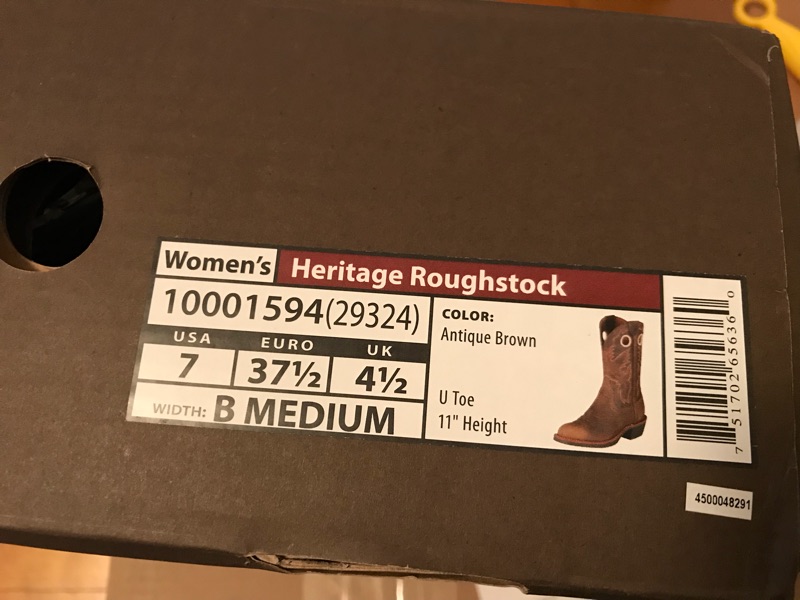 Women's Heritage Roughstock
10001594(29324)
USA EURO UK
7 37½ 4½
WIDTH: B MEDIUM
COLOR:
Antique Brown
U Toe
11" Height
7 51702 65636 0
4500048291